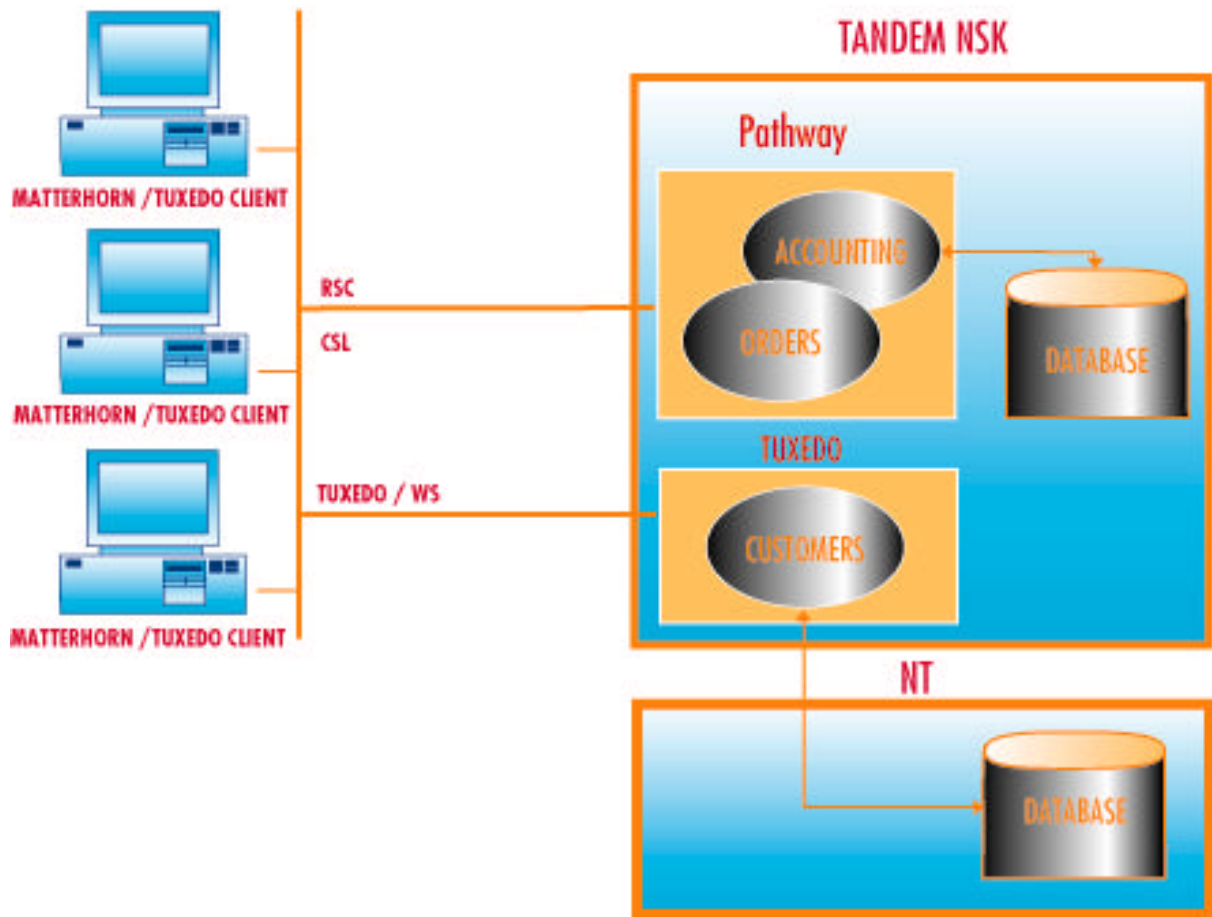 TANDEM NSK
Pathway
MATTERHORN /TUXEDO CLIENT
ACCOUNTING
RSC
CSL
ORDERS
DATABASE
MATTERHORN /TUXEDO CLIENT
TUXEDO
TUXEDO / WS
CUSTOMERS
MATTERHORN /TUXEDO CLIENT
NT
DATABASE